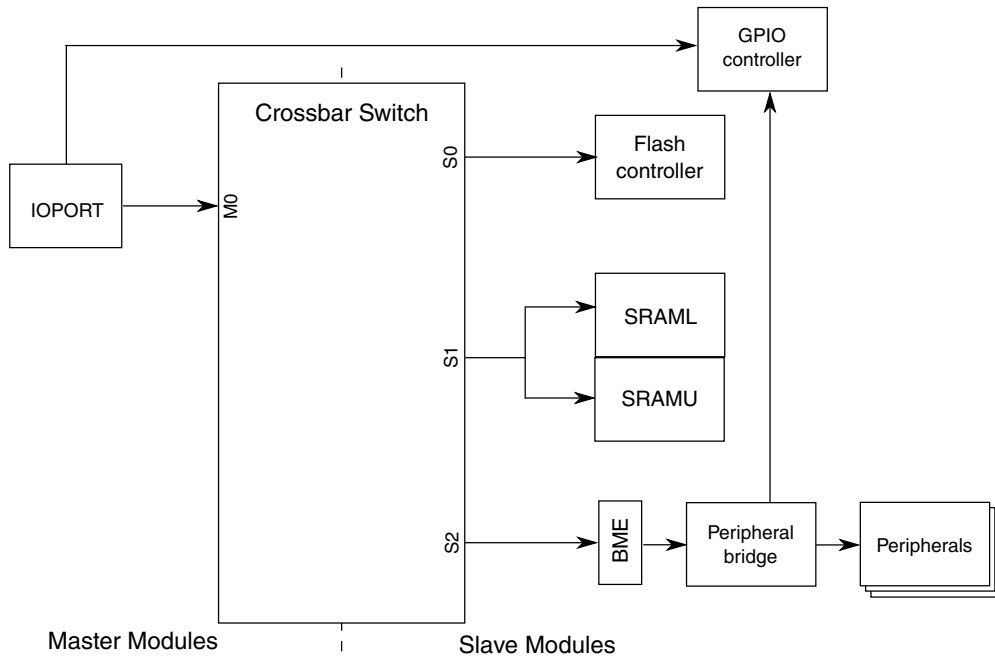 GPIO
controller
Crossbar Switch
S0
Flash
controller
IOPORT
M0
SRAML
S1
SRAMU
S2
BME
Peripheral
bridge
Peripherals
Master Modules
Slave Modules